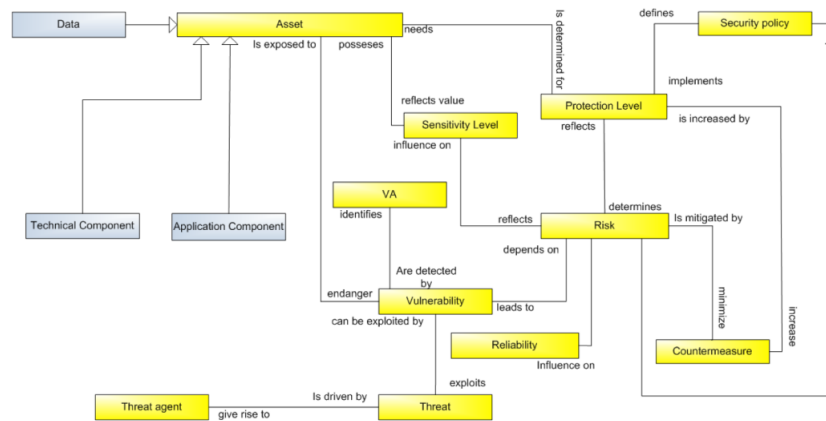 Data
Asset
Is exposed to
posseses
needs
Is determined for
defines
Security policy
implements
reflects value
Sensitivity Level
influence on
Protection Level
reflects
is increased by
VA
identifies
Technical Component
Application Component
reflects
determines
Risk
Is mitigated by
depends on
Are detected
by
endanger
Vulnerability
leads to
can be exploited by
minimize
increase
Reliability
Influence on
Countermeasure
exploits
Threat agent
give rise to
Is driven by
Threat